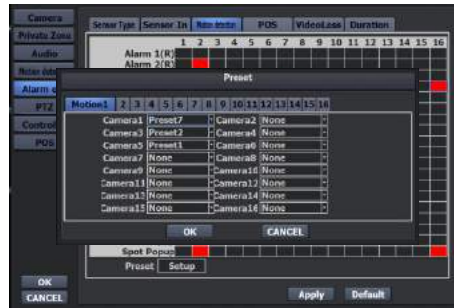 Camera
Private Zone
Audio
Alarm o
PTZ
Control
POS
OK
CANCEL
Sensor Type Sensor In Motion detector POS VideoLoss Duration
1 2 3 4 5 6 7 8 9 10 11 12 13 14 15 16
Alarm 1(R)
Alarm 2(R)
Preset
Motion1 2 3 4 5 6 7 8 9 10 11 12 13 14 15 16
Camera1 Preset7 Camera2 None
Camera3 Preset2 Camera4 None
Camera5 Preset1 Camera6 None
Camera7 None Camera8 None
Camera9 None Camera10 None
Camera11 None Camera12 None
Camera13 None Camera14 None
Camera15 None Camera16 None
OK CANCEL
Spot Popup
Preset Setup
Apply Default